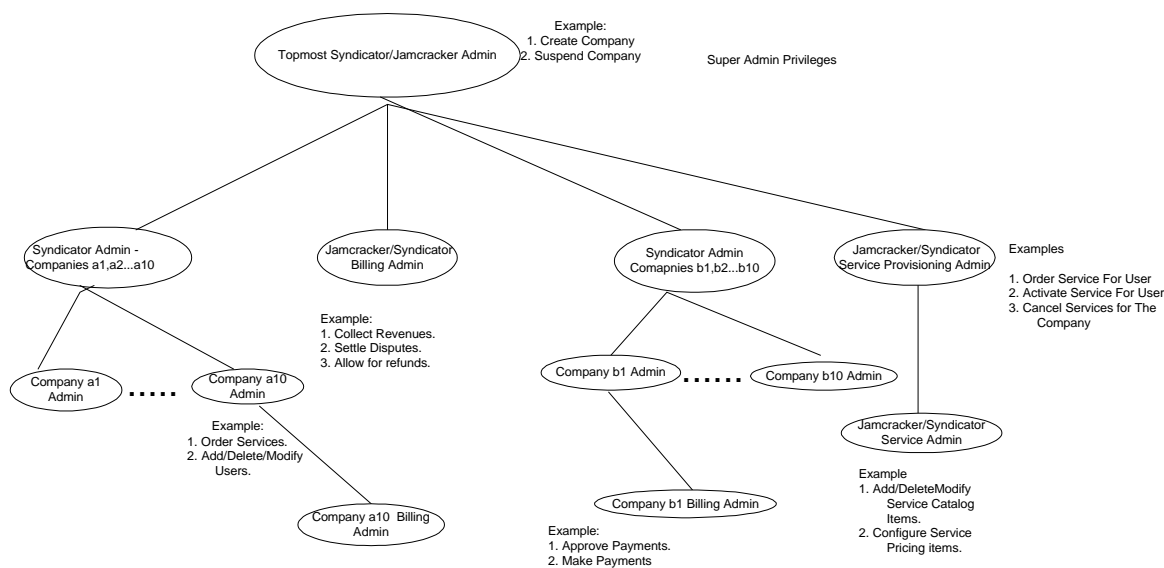 Example:
1. Create Company
2. Suspend Company
Topmost Syndicator/Jamcracker Admin
Super Admin Privileges
Syndicator Admin -
Companies a1,a2...a10
Jamcracker/Syndicator
Billing Admin
Syndicator Admin
Comapnies b1,b2...b10
Jamcracker/Syndicator
Service Provisioning Admin
Examples
1. Order Service For User
2. Activate Service For User
3. Cancel Services for The
Company
Example:
1. Collect Revenues.
2. Settle Disputes.
3. Allow for refunds.
Company a1
Admin
.....
Company a10
Admin
Company b1 Admin
......
Company b10 Admin
Example:
1. Order Services.
2. Add/Delete/Modify
Users.
Jamcracker/Syndicator
Service Admin
Example
1. Add/DeleteModify
Service Catalog
Items.
2. Configure Service
Pricing items.
Company a10  Billing
Admin
Company b1 Billing Admin
Example:
1. Approve Payments.
2. Make Payments